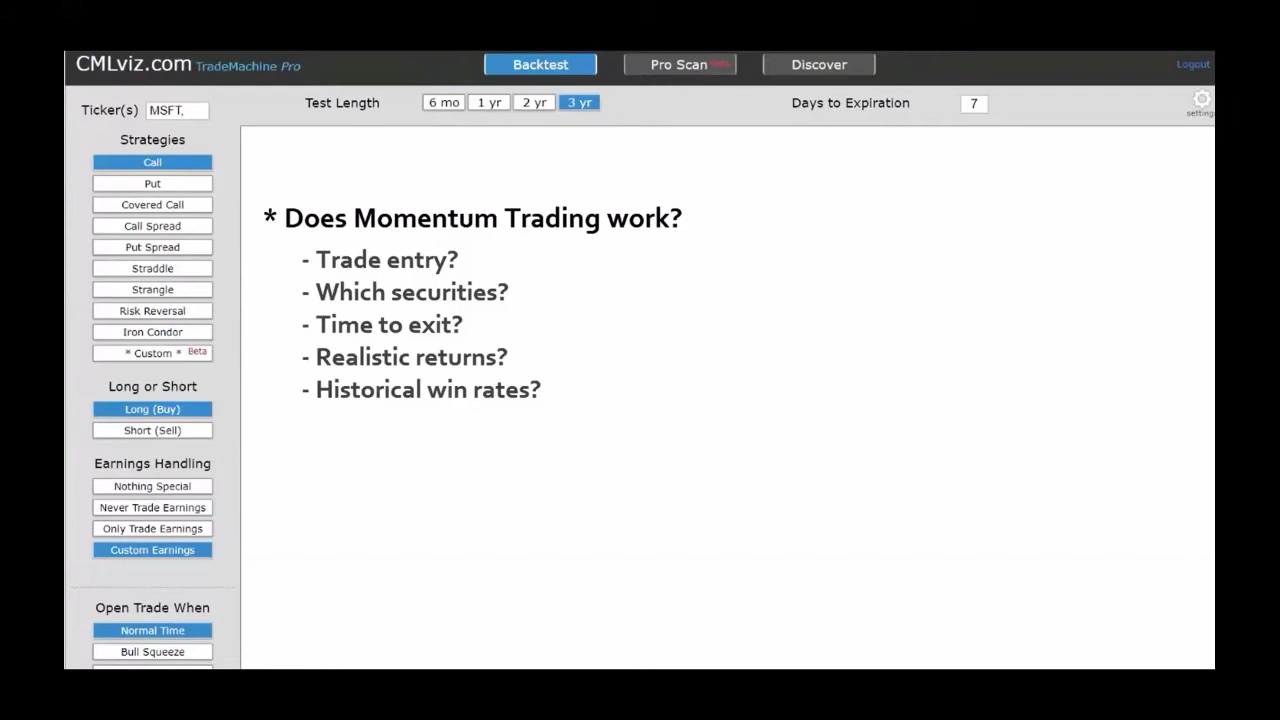 CMLviz.com TradeMachine Pro
Backtest
Pro Scan Beta
Discover
Logout
Ticker(s) MSFT,
Test Length 6 mo 1 yr 2 yr 3 yr
Days to Expiration 7
settings
Strategies
Call
Put
Covered Call
Call Spread
Put Spread
Straddle
Strangle
Risk Reversal
Iron Condor
* Custom * Beta
Long or Short
Long (Buy)
Short (Sell)
Earnings Handling
Nothing Special
Never Trade Earnings
Only Trade Earnings
Custom Earnings
Open Trade When
Normal Time
Bull Squeeze
* Does Momentum Trading work?
- Trade entry?
- Which securities?
- Time to exit?
- Realistic returns?
- Historical win rates?